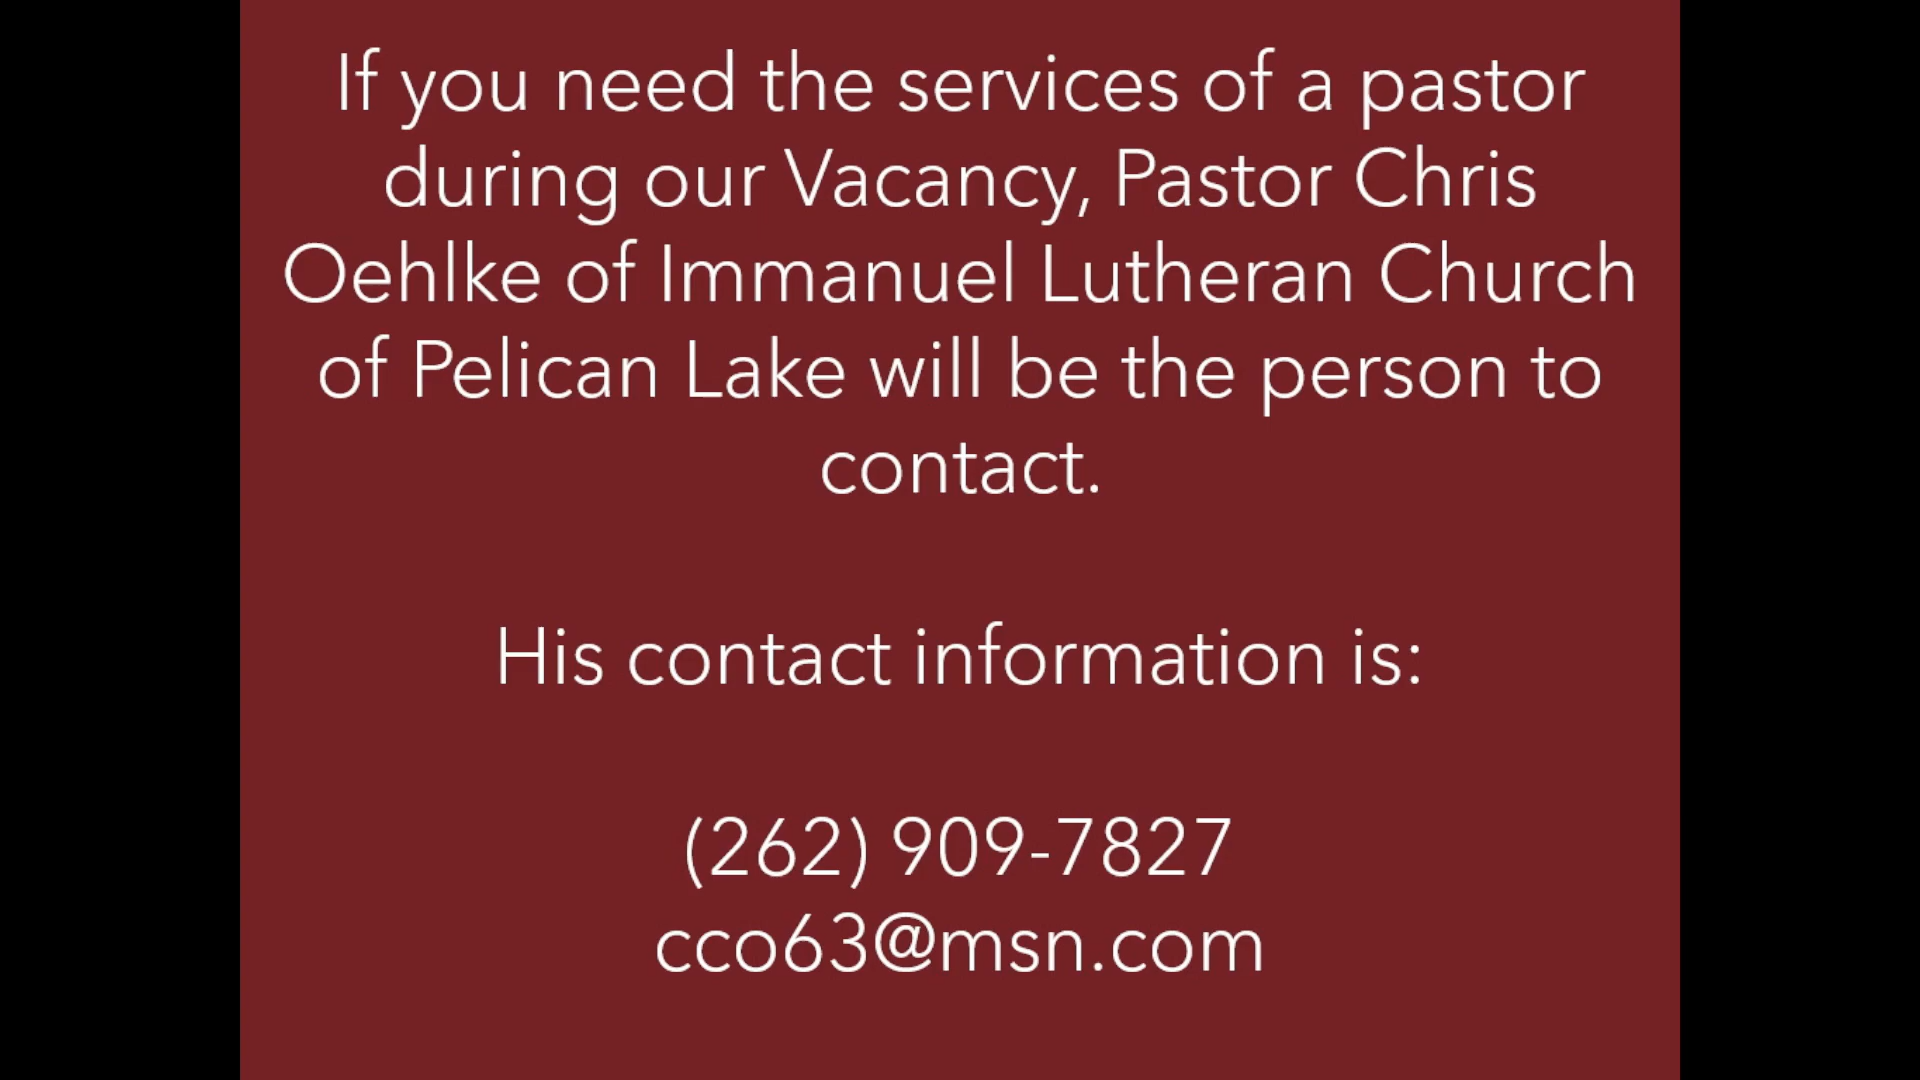 If you need the services of a pastor
during our Vacancy, Pastor Chris
Oehlke of Immanuel Lutheran Church
of Pelican Lake will be the person to
contact.
His contact information is:
(262) 909-7827
cco63@msn.com